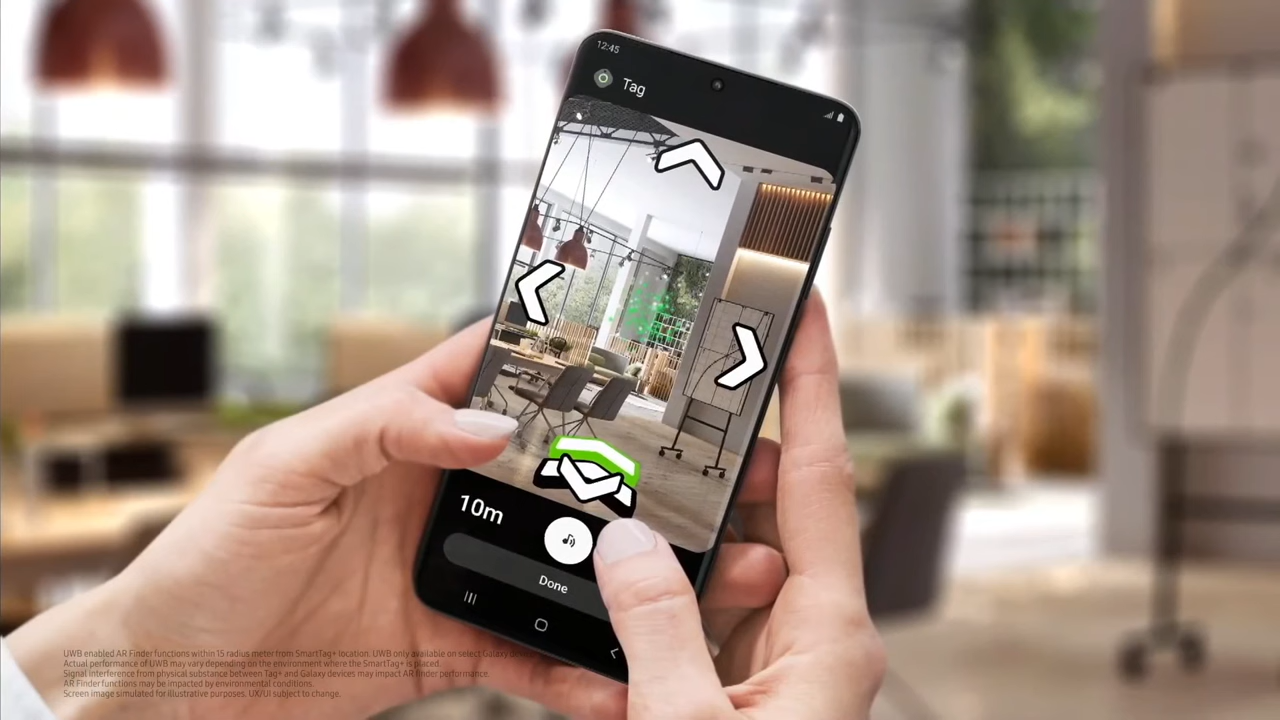 12:45
Tag
10m
Done
UWB enabled AR Finder functions within 15 radius meter from SmartTag+ location. UWB only available on select Galaxy
Actual performance of UWB may vary depending on the environment where the SmartTag+ is placed.
Signal interference from physical substance between Tag+ and Galaxy devices may impact AR finder performance.
AR Finder functions may be impacted by environmental conditions.
Screen image simulated for illustrative purposes. UX/UI subject to change.